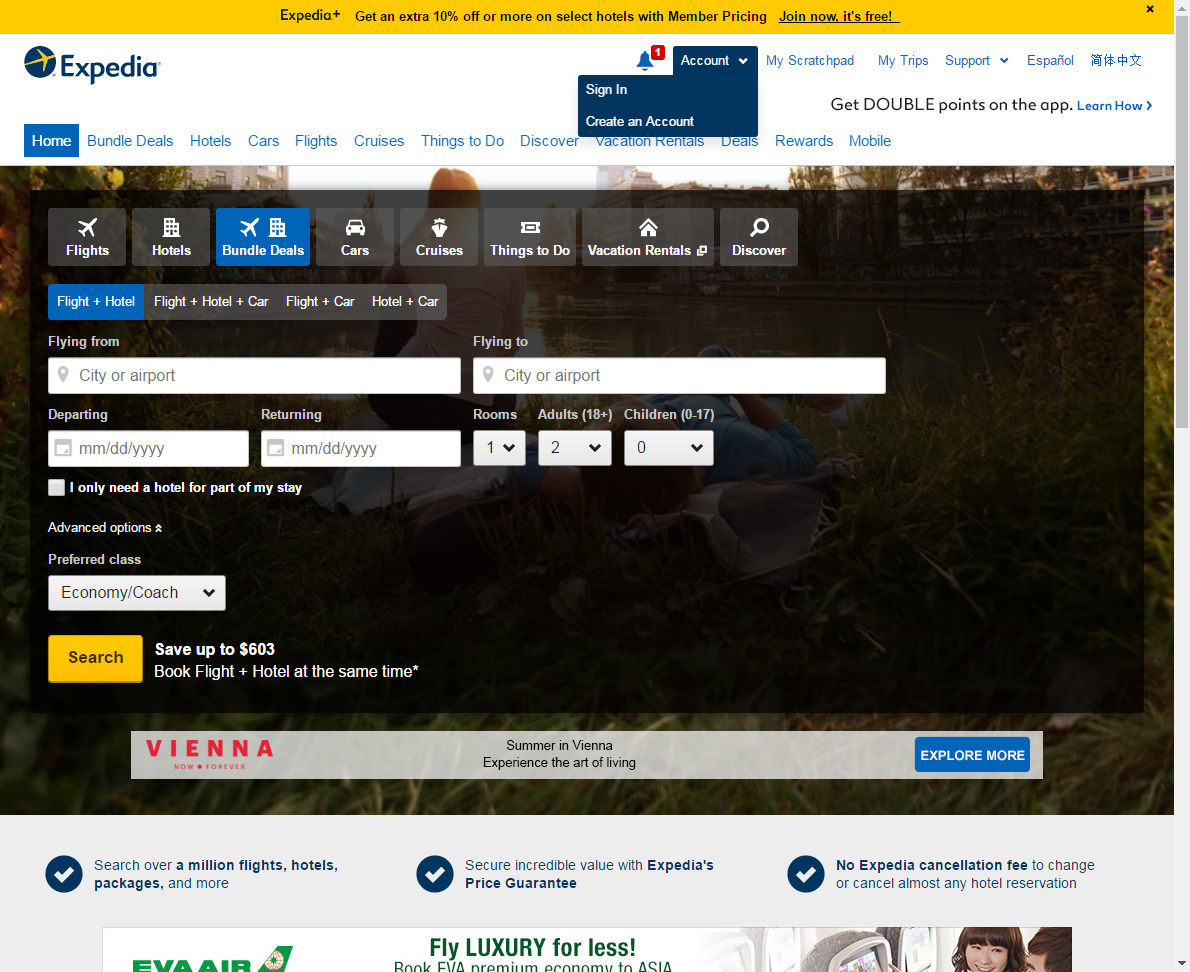 Expedia+ Get an extra 10% off or more on select hotels with Member Pricing Join now, it's free!
Expedia
1
Account
My Scratchpad
My Trips
Support
Español
简体中文
Sign In
Create an Account
Get DOUBLE points on the app. Learn How
Home Bundle Deals Hotels Cars Flights Cruises Things to Do Discover Vacation Rentals Deals Rewards Mobile
Flights Hotels Bundle Deals Cars Cruises Things to Do Vacation Rentals Discover
Flight + Hotel Flight + Hotel + Car Flight + Car Hotel + Car
Flying from Flying to
City or airport City or airport
Departing Returning Rooms Adults (18+) Children (0-17)
mm/dd/yyyy mm/dd/yyyy 1 2 0
I only need a hotel for part of my stay
Advanced options
Preferred class
Economy/Coach
Search
Save up to $603
Book Flight + Hotel at the same time*
VIENNA
NOW • FOREVER
Summer in Vienna
Experience the art of living
EXPLORE MORE
Search over a million flights, hotels,
packages, and more
Secure incredible value with Expedia's
Price Guarantee
No Expedia cancellation fee to change
or cancel almost any hotel reservation
EVA AIR
Fly LUXURY for less!
Book EVA premium economy to ASIA